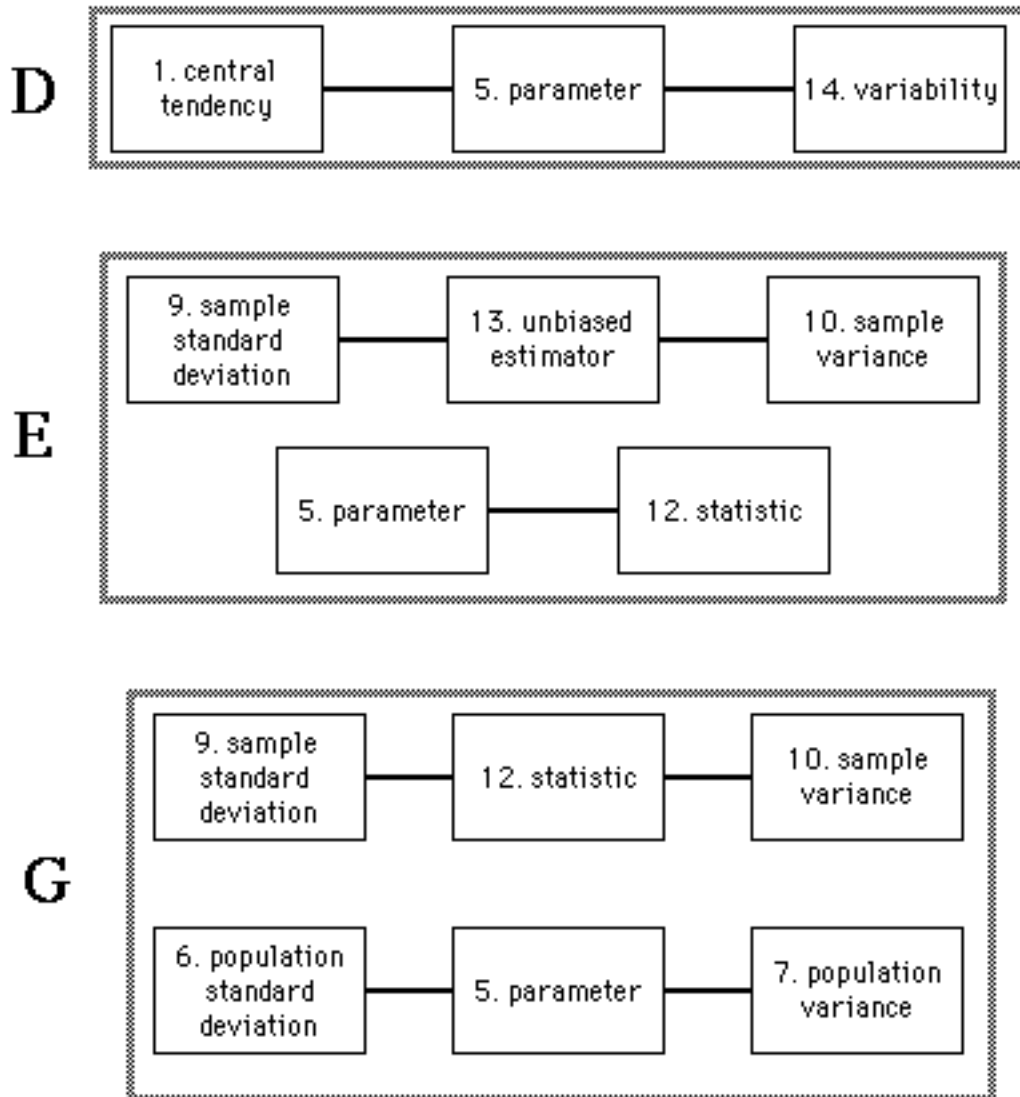 D
1. central
tendency
5. parameter
14. variability
E
9. sample
standard
deviation
13. unbiased
estimator
10. sample
variance
5. parameter
12. statistic
G
9. sample
standard
deviation
12. statistic
10. sample
variance
6. population
standard
deviation
5. parameter
7. population
variance